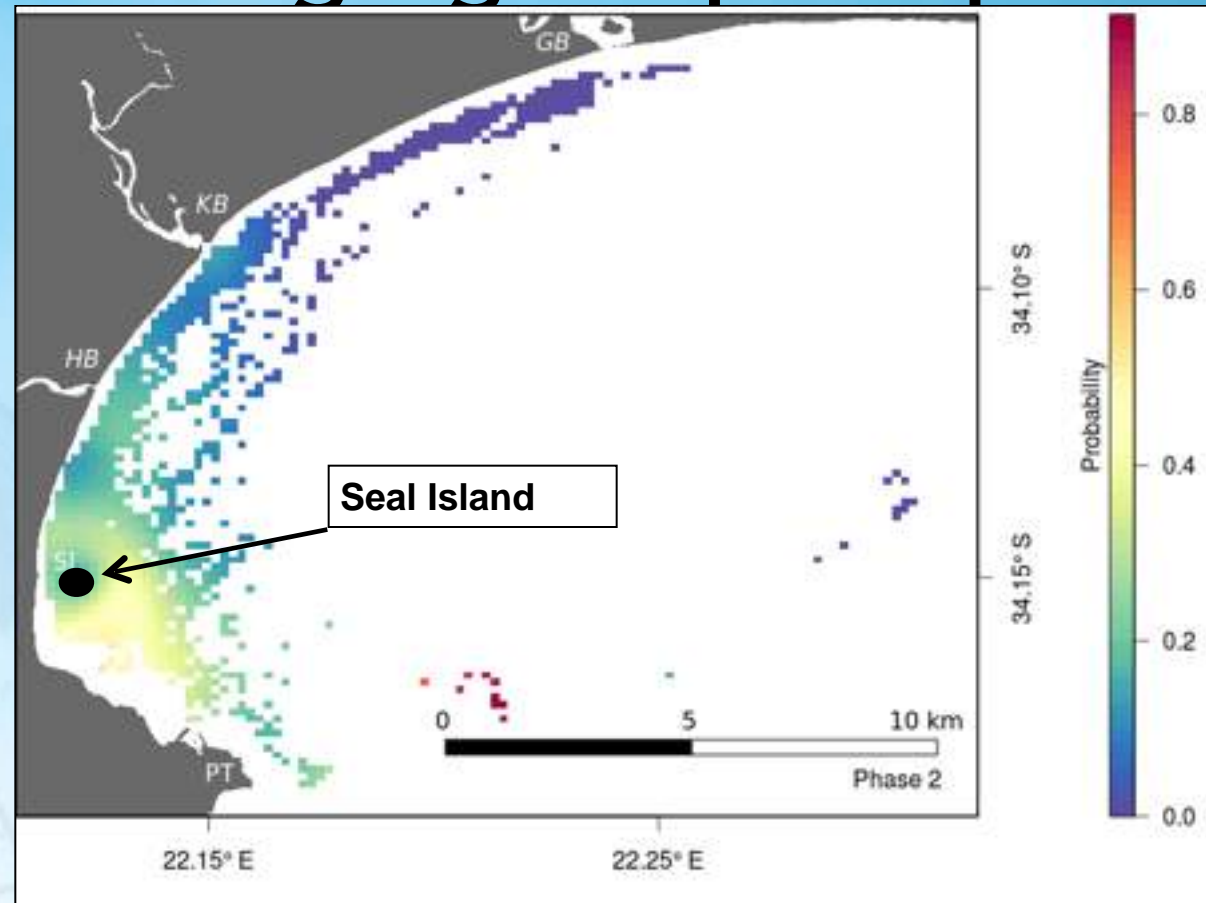 GB
0.8
KB
34.10° S
0.6
HB
Probability
0.4
Seal Island
SI
34.15° S
0.2
0 5 10 km
Phase 2
PT
0.0
22.15° E 22.25° E